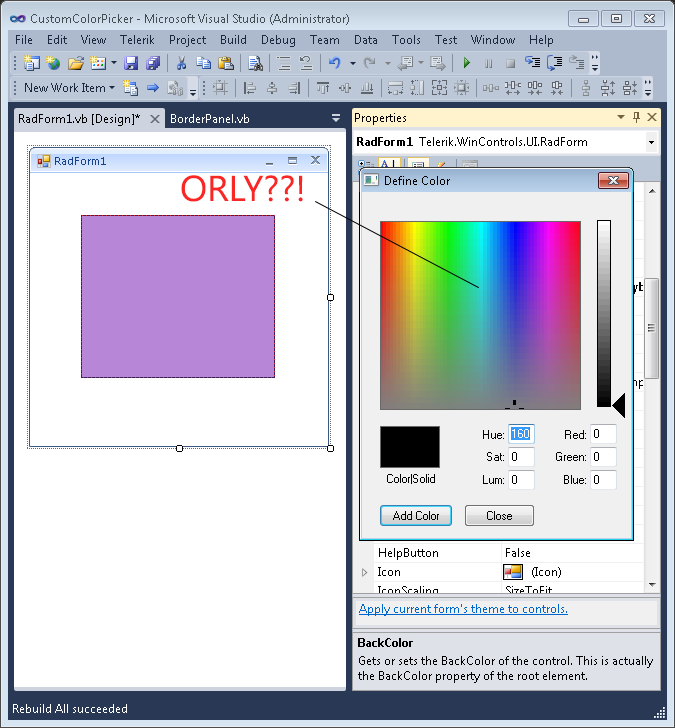 CustomColorPicker - Microsoft Visual Studio (Administrator)
File Edit View Telerik Project Build Debug Team Data Tools Test Window Help
New Work Item
RadForm1.vb [Design]* BorderPanel.vb
Properties
RadForm1 Telerik.WinControls.UI.RadForm
RadForm1
ORLY??!
Define Color
Hue: 160 Red: 0
Sat: 0 Green: 0
Color|Solid
Lum: 0 Blue: 0
Add Color Close
HelpButton False
Icon (Icon)
IconScaling SizeToFit
Apply current form's theme to controls.
BackColor
Gets or sets the BackColor of the control. This is actually
the BackColor property of the root element.
Rebuild All succeeded